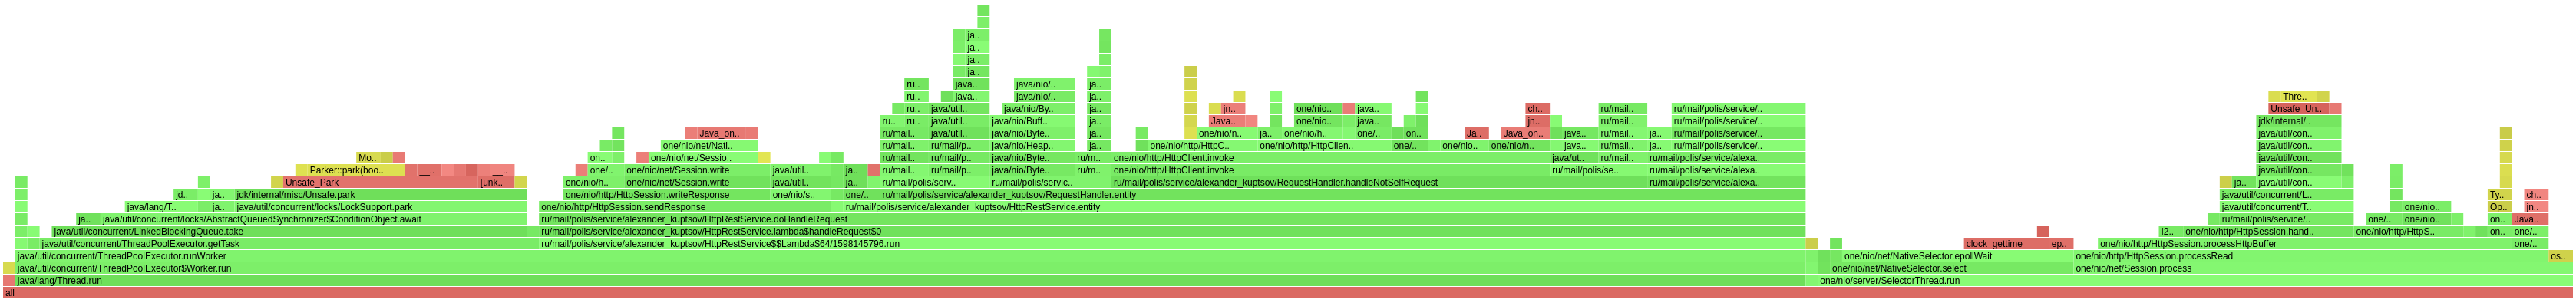 ja..
ja..
ja..
ja..
ru.. java.. java/nio/..
ru.. java.. java/nio/.. Thre..
ru.. java/util.. java/nio/By.. jn.. one/nio.. java.. ch.. ru/mail.. ru/mail/polis/service/.. Unsafe_Un..
ru.. ru.. java/util.. java/nio/Buff.. ja.. Java.. one/nio.. java.. jn.. ru/mail.. ru/mail/polis/service/.. jdk/internal/..
Java_on.. ru/mail.. java/util.. java/nio/Byte.. ja.. one/nio/n.. ja.. one/nio/h.. one/.. on.. Ja.. Java_on.. java.. ru/mail.. ja.. ru/mail/polis/service/.. java/util/con..
one/nio/net/Nati.. ru/mail.. ru/mail/p.. java/nio/Heap.. ja.. one/nio/http/HttpC.. one/nio/http/HttpClien.. one/.. one/nio.. one/nio/n.. java.. ru/mail.. ja.. ru/mail/polis/service/.. java/util/con..
Mo.. on.. one/nio/net/Sessio.. ru/mail.. ru/mail/p.. java/nio/Byte.. ru/m.. one/nio/http/HttpClient.invoke java/ut.. ru/mail.. ru/mail/polis/service/alexa.. java/util/con..
Parker::park(boo.. __.. __.. one/.. one/nio/net/Session.write java/util.. ja.. ru/mail.. ru/mail/p.. java/nio/Byte.. ru/m.. one/nio/http/HttpClient.invoke ru/mail/polis/se.. ru/mail/polis/service/alexa.. java/util/con..
Unsafe_Park [unk.. one/nio/h.. one/nio/net/Session.write java/util.. ja.. ru/mail/polis/serv.. ru/mail/polis/servic.. ru/mail/polis/service/alexander_kuptsov/RequestHandler.handleNotSelfRequest ru/mail/polis/service/alexa.. ja.. java/util/con..
jd.. ja.. jdk/internal/misc/Unsafe.park one/nio/http/HttpSession.writeResponse one/nio/s.. one/.. ru/mail/polis/service/alexander_kuptsov/RequestHandler.entity java/util/concurrent/L.. Ty.. ch..
java/lang/T.. ja.. java/util/concurrent/locks/LockSupport.park one/nio/http/HttpSession.sendResponse ru/mail/polis/service/alexander_kuptsov/HttpRestService.entity java/util/concurrent/T.. one/nio.. Op.. jn..
ja.. java/util/concurrent/locks/AbstractQueuedSynchronizer$ConditionObject.await ru/mail/polis/service/alexander_kuptsov/HttpRestService.doHandleRequest ru/mail/polis/service/.. one/.. one/nio.. on.. Java..
java/util/concurrent/LinkedBlockingQueue.take ru/mail/polis/service/alexander_kuptsov/HttpRestService.lambda$handleRequest$0 I2.. one/nio/http/HttpSession.hand.. one/nio/http/HttpS.. on.. one/..
java/util/concurrent/ThreadPoolExecutor.getTask ru/mail/polis/service/alexander_kuptsov/HttpRestService$$Lambda$64/1598145796.run clock_gettime ep.. one/nio/http/HttpSession.processHttpBuffer one/..
java/util/concurrent/ThreadPoolExecutor.runWorker one/nio/net/NativeSelector.epollWait one/nio/http/HttpSession.processRead os..
java/util/concurrent/ThreadPoolExecutor$Worker.run one/nio/net/NativeSelector.select one/nio/net/Session.process
java/lang/Thread.run one/nio/server/SelectorThread.run
all